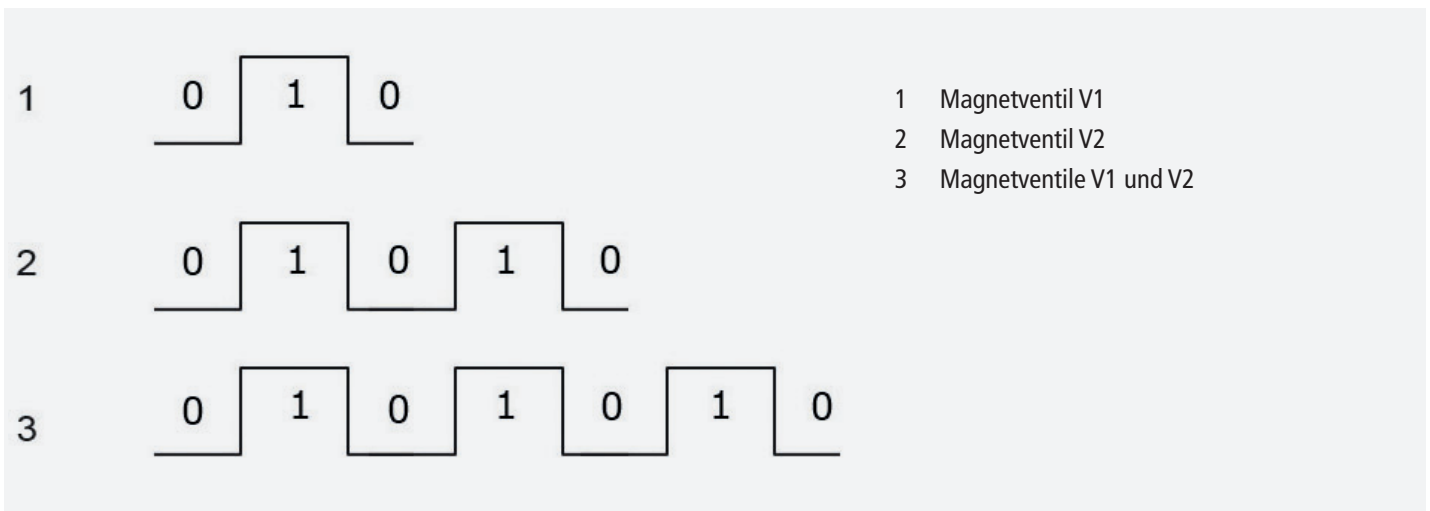 1 0 1 0
2 0 1 0 1 0
3 0 1 0 1 0 1 0
1 Magnetventil V1
2 Magnetventil V2
3 Magnetventile V1 und V2